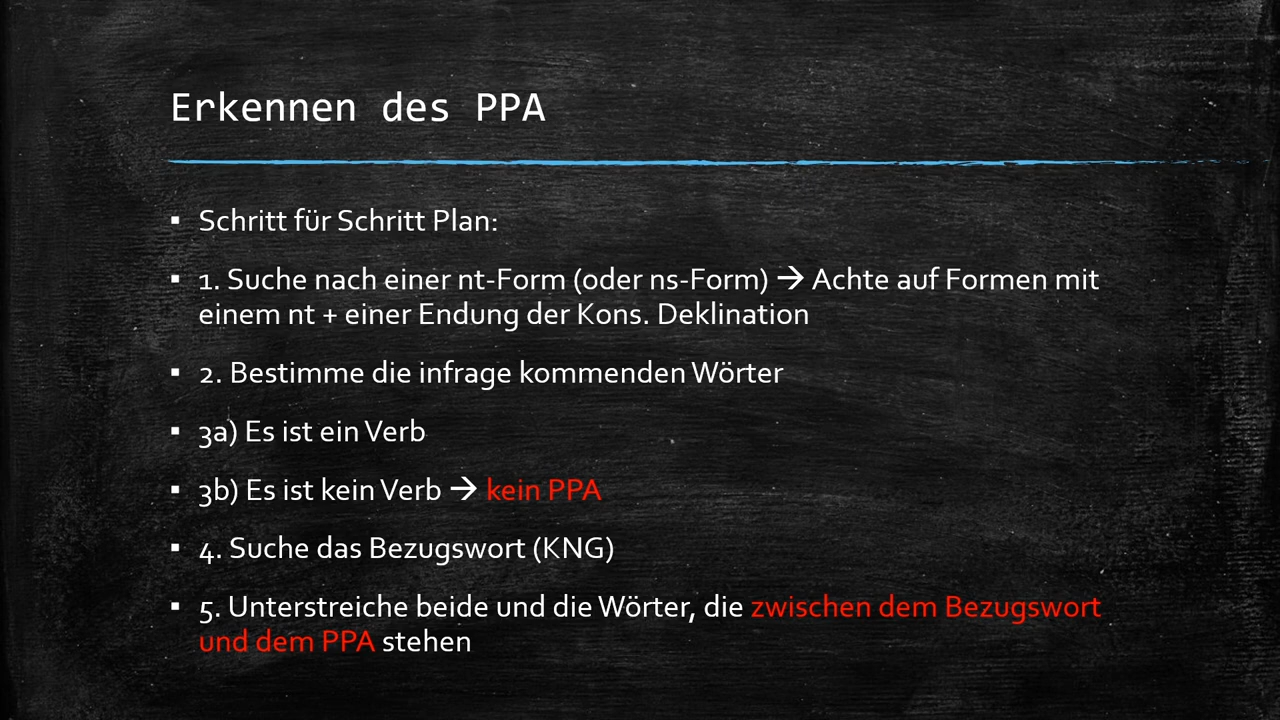 Erkennen des PPA
▪ Schritt für Schritt Plan:
▪ 1. Suche nach einer nt-Form (oder ns-Form) → Achte auf Formen mit
einem nt + einer Endung der Kons. Deklination
▪ 2. Bestimme die infrage kommenden Wörter
▪ 3a) Es ist ein Verb
▪ 3b) Es ist kein Verb → kein PPA
▪ 4. Suche das Bezugswort (KNG)
▪ 5. Unterstreiche beide und die Wörter, die zwischen dem Bezugswort
und dem PPA stehen